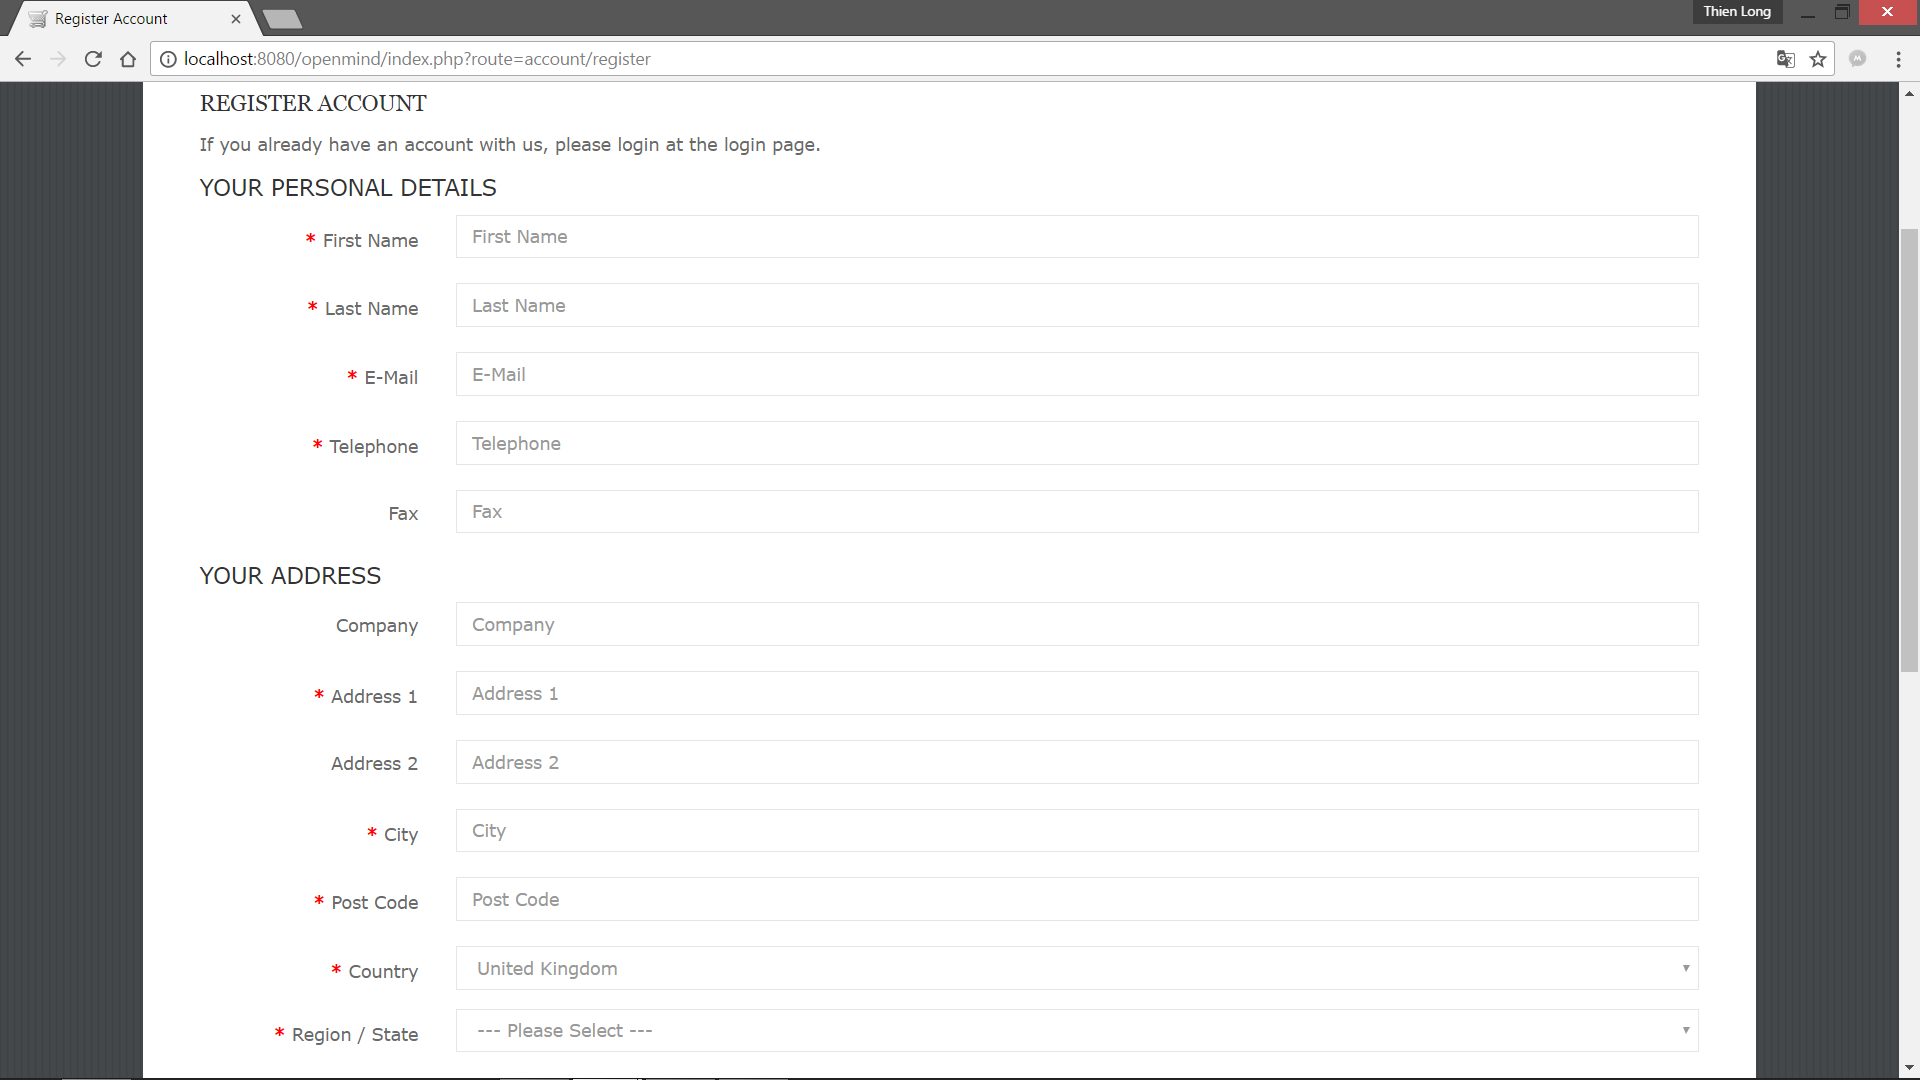 Register Account
Thien Long
localhost:8080/openmind/index.php?route=account/register
REGISTER ACCOUNT
If you already have an account with us, please login at the login page.
YOUR PERSONAL DETAILS
* First Name First Name
* Last Name Last Name
* E-Mail E-Mail
* Telephone Telephone
Fax Fax
YOUR ADDRESS
Company Company
* Address 1 Address 1
Address 2 Address 2
* City City
* Post Code Post Code
* Country United Kingdom
* Region / State --- Please Select ---